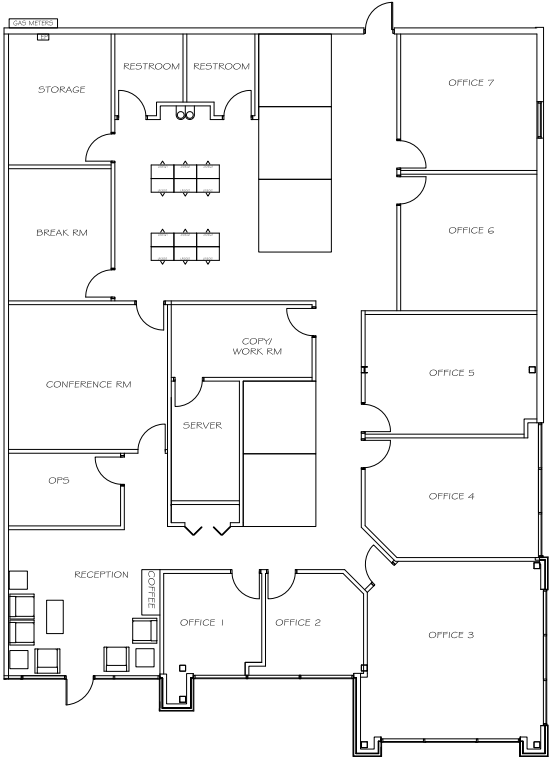 GAS METERS
EP
RESTROOM RESTROOM
STORAGE
OFFICE 7
BREAK RM
OFFICE 6
COPY/
WORK RM
CONFERENCE RM
OFFICE 5
SERVER
OPS
OFFICE 4
RECEPTION
COFFEE
OFFICE 1
OFFICE 2
OFFICE 3